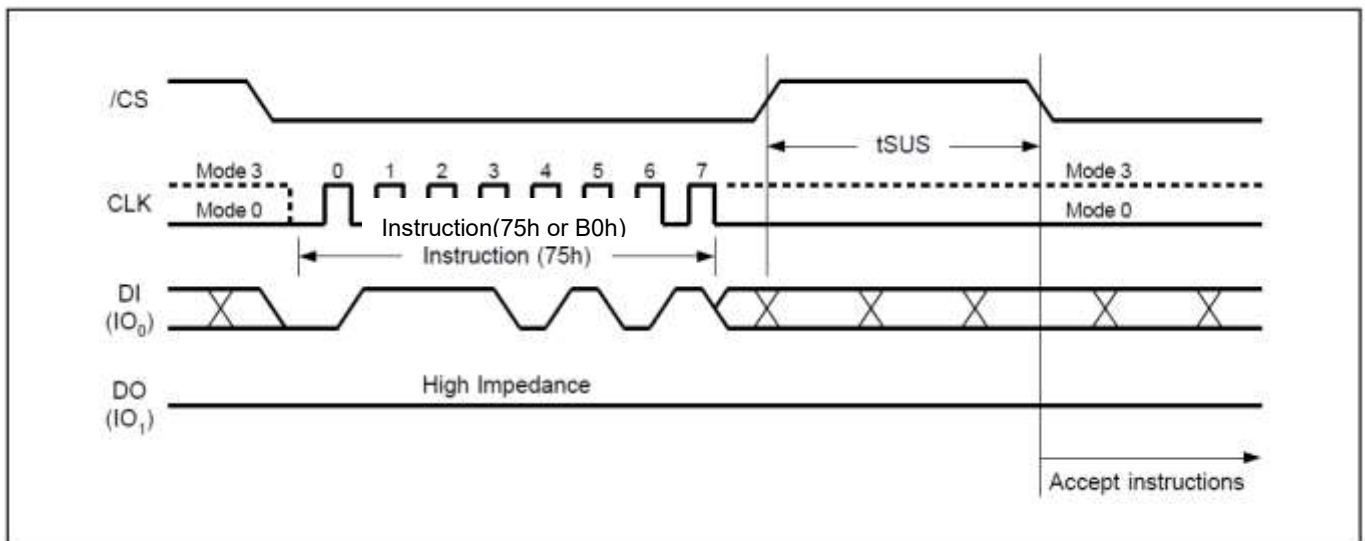 /CS
tSUS
Mode 3 0 1 2 3 4 5 6 7 Mode 3
CLK
Mode 0 Mode 0
Instruction(75h or B0h)
Instruction (75h)
DI
(IO0)
High Impedance
DO
(IO1)
Accept instructions